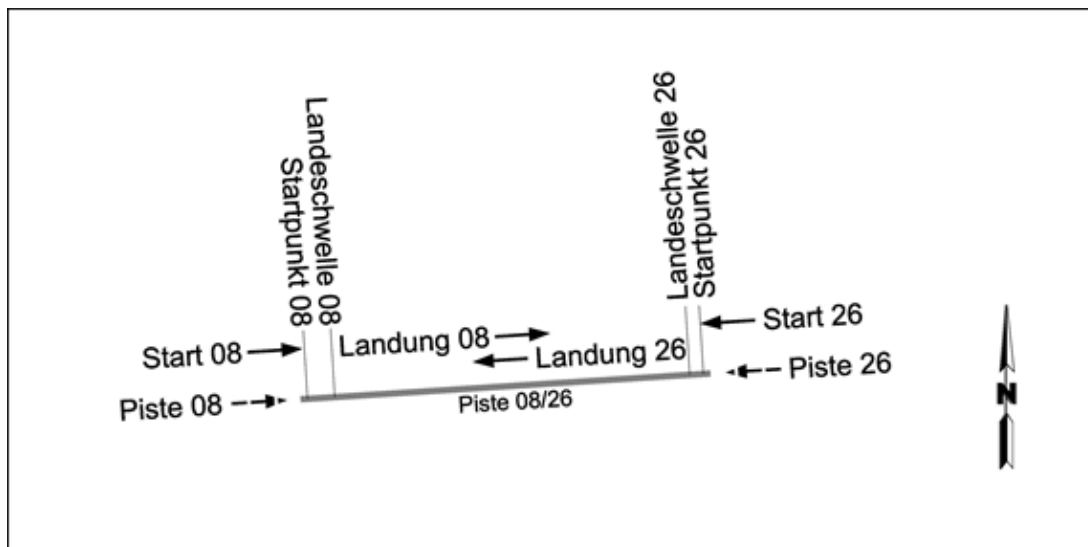 Startpunkt 08
Landeschwelle 08
Landeschwelle 26
Startpunkt 26
Start 08
Landung 08
Start 26
Landung 26
Piste 08
Piste 26
Piste 08/26
N